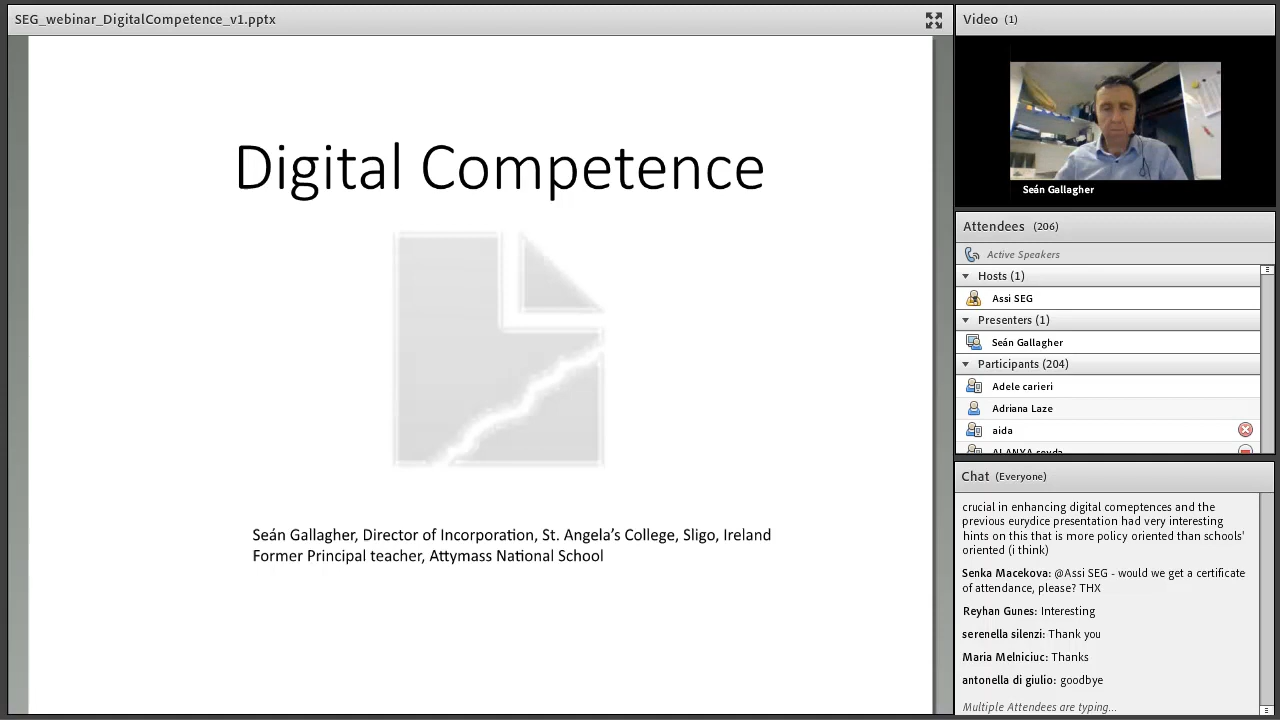 SEG_webinar_DigitalCompetence_v1.pptx
Digital Competence
Seán Gallagher, Director of Incorporation, St. Angela's College, Sligo, Ireland
Former Principal teacher, Attymass National School
Video (1)
Seán Gallagher
Attendees (206)
Active Speakers
Hosts (1)
Assi SEG
Presenters (1)
Seán Gallagher
Participants (204)
Adele carieri
Adriana Laze
aida
ALANYA sevda
Chat (Everyone)
crucial in enhancing digital comeptences and the
previous eurydice presentation had very interesting
hints on this that is more policy oriented than schools'
oriented (i think)
Senka Macekova: @Assi SEG - would we get a certificate
of attendance, please? THX
Reyhan Gunes: Interesting
serenella silenzi: Thank you
Maria Melniciuc: Thanks
antonella di giulio: goodbye
Multiple Attendees are typing...